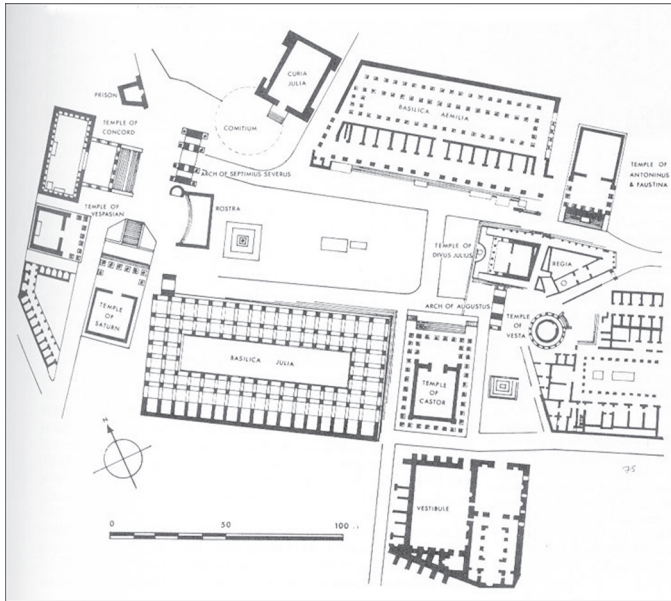 CURIA
JULIA
PRISON
TEMPLE OF
CONCORD
COMITIUM
BASILICA AEMILIA
TEMPLE OF
ANTONINUS
& FAUSTINA
ARCH OF SEPTIMIUS SEVERUS
TEMPLE OF
VESPASIAN
ROSTRA
TEMPLE OF
DIVUS JULIUS
REGIA
TEMPLE
OF
SATURN
ARCH OF AUGUSTUS
TEMPLE
OF
VESTA
BASILICA JULIA
TEMPLE
OF
CASTOR
N
75
VESTIBULE
0 50 100